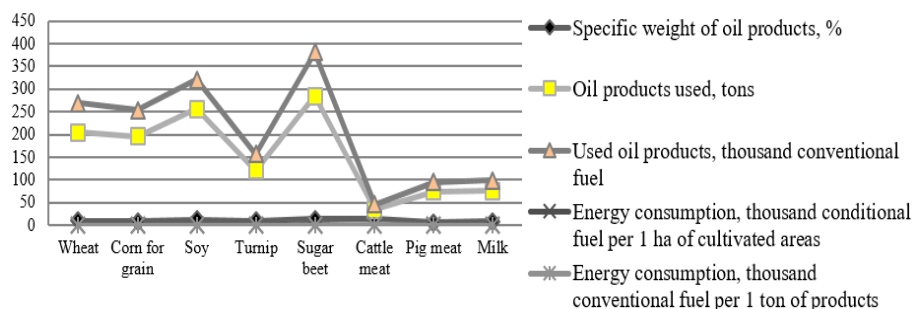 450
400
350
300
250
200
150
100
50
0
Wheat Corn for grain Soy Turnip Sugar beet Cattle meat Pig meat Milk
Specific weight of oil products, %
Oil products used, tons
Used oil products, thousand conventional
fuel
Energy consumption, thousand conditional
fuel per 1 ha of cultivated areas
Energy consumption, thousand
conventional fuel per 1 ton of products